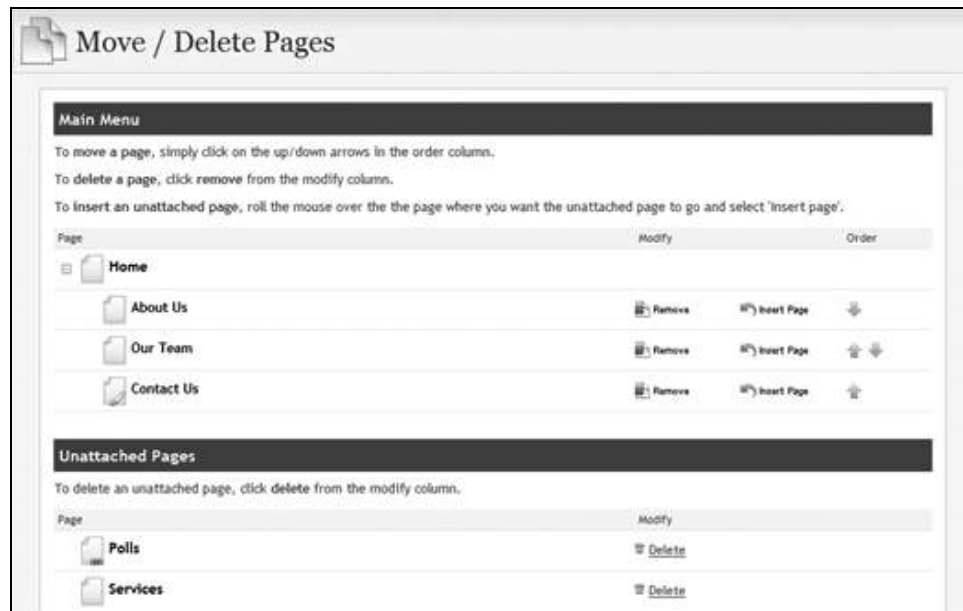 Move / Delete Pages
Main Menu
To move a page, simply click on the up/down arrows in the order column.
To delete a page, click remove from the modify column.
To insert an unattached page, roll the mouse over the the page where you want the unattached page to go and select 'Insert page'.
Page Modify Order
Home
About Us Remove Insert Page
Our Team Remove Insert Page
Contact Us Remove Insert Page
Unattached Pages
To delete an unattached page, click delete from the modify column.
Page Modify
Polls Delete
Services Delete